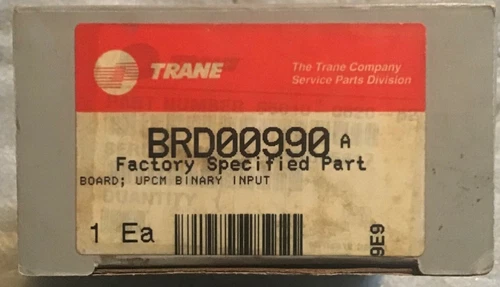 TRANE
The Trane Company
Service Parts Division
BRD00990 A
Factory Specified Part
BOARD; UPCM BINARY INPUT
1 Ea
9E9